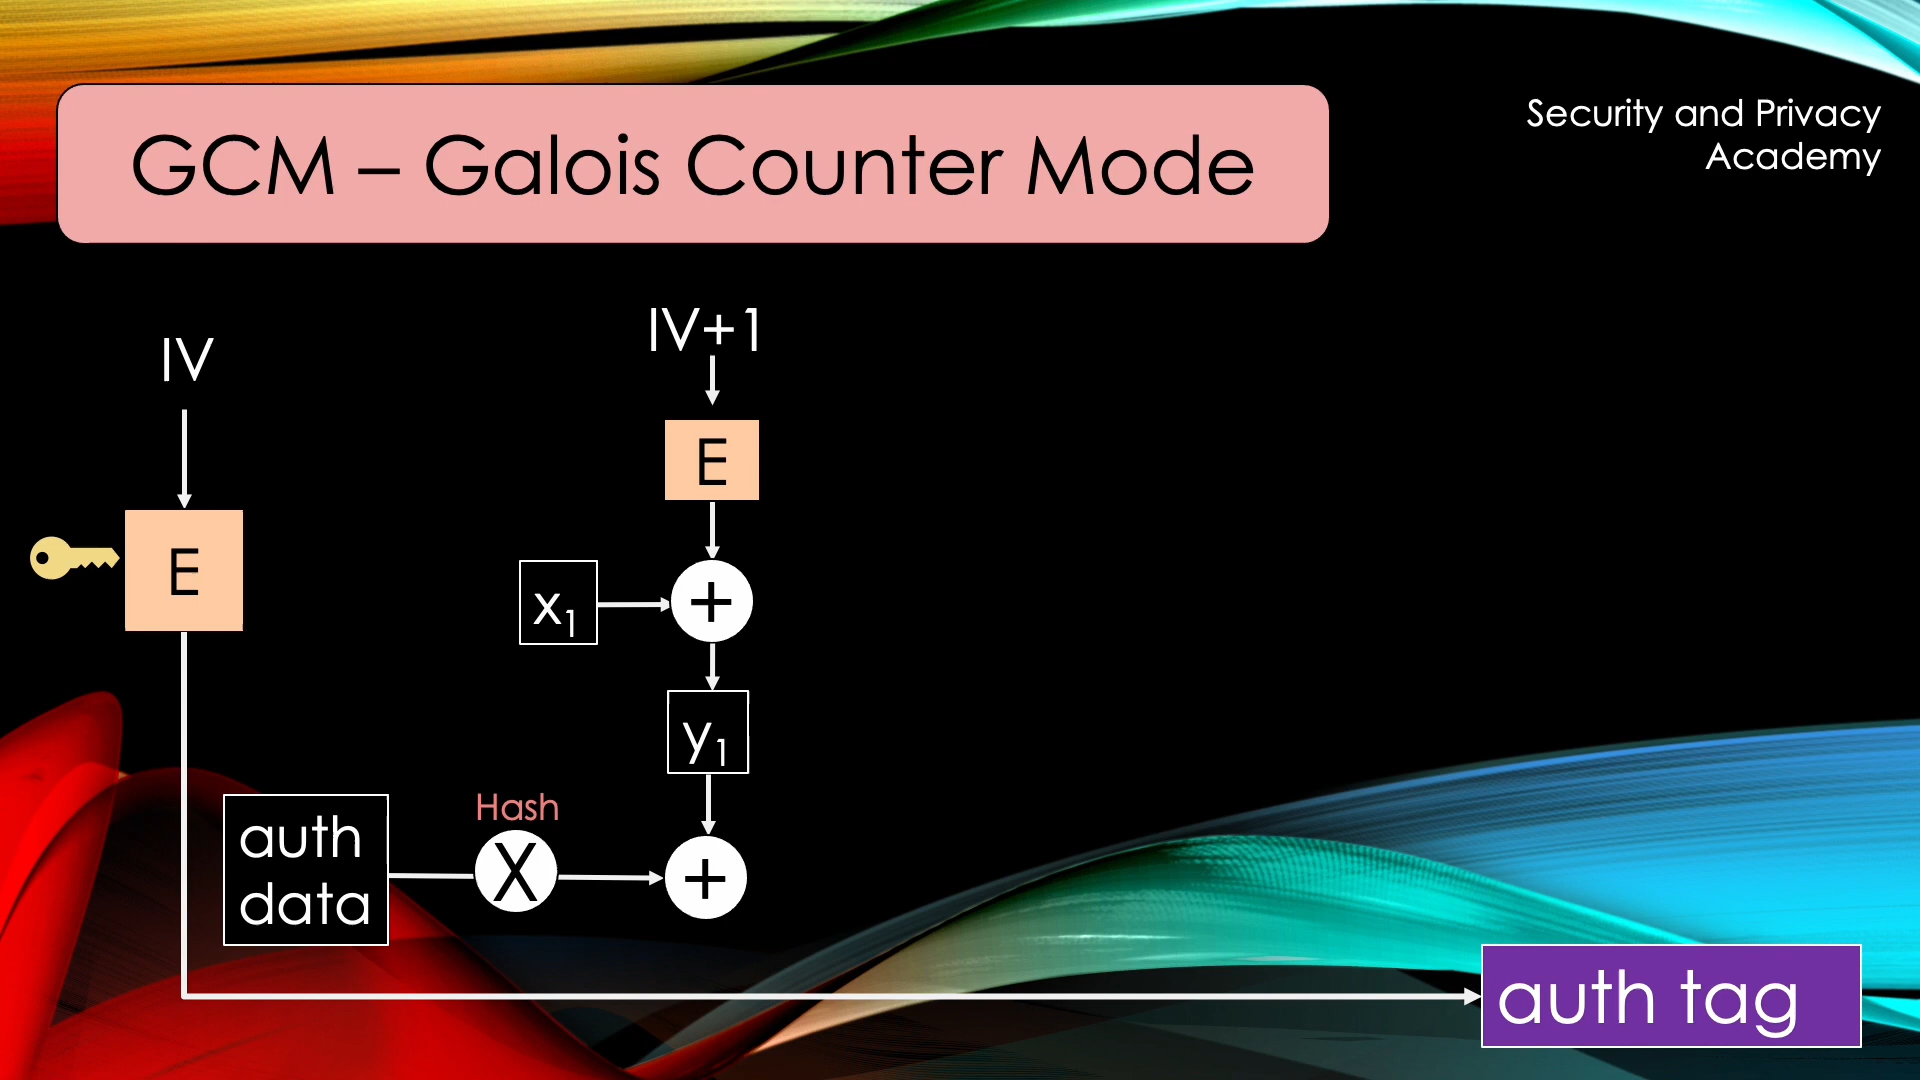 GCM – Galois Counter Mode
Security and Privacy
Academy
IV
IV+1
E
E
x₁
+
y₁
Hash
auth
data
X
+
auth tag